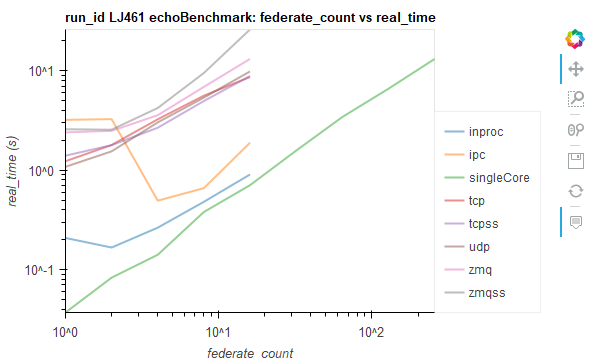 run_id LJ461 echoBenchmark: federate_count vs real_time
real_time (s)
10^1
10^0
10^-1
10^0
10^1
10^2
federate_count
inproc
ipc
singleCore
tcp
tcpss
udp
zmq
zmqss